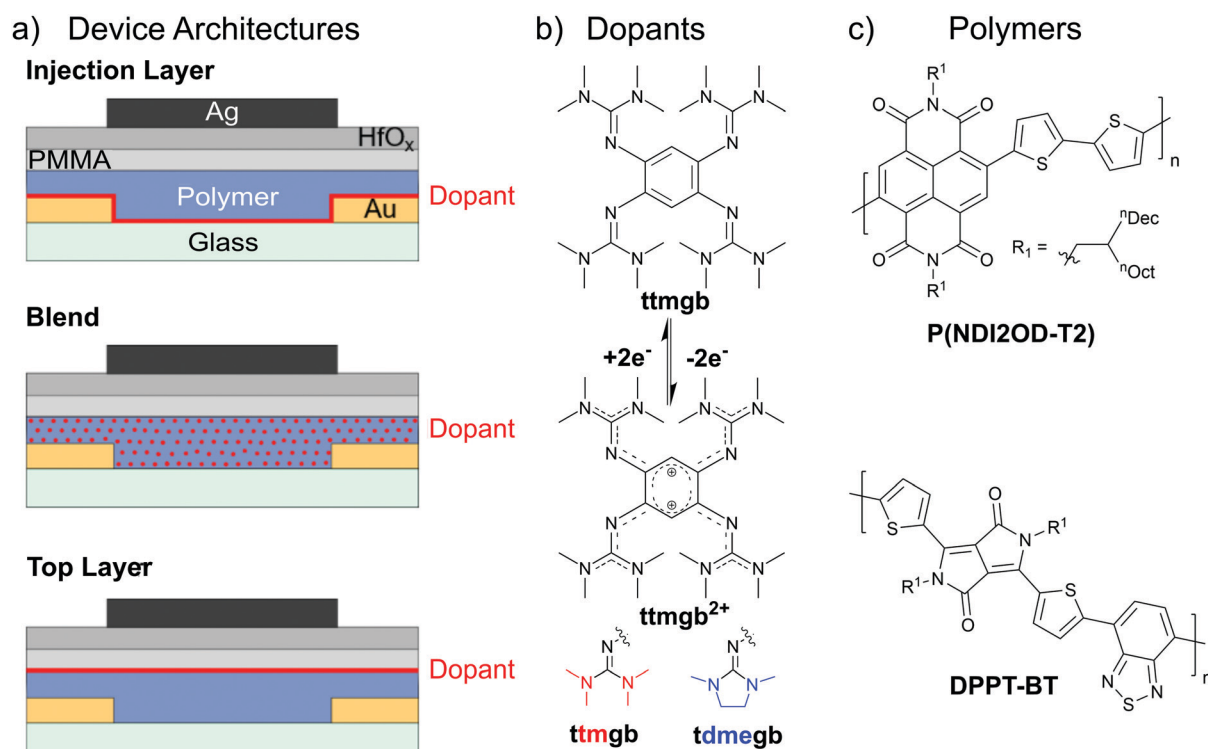 a) Device Architectures
Injection Layer
Ag
HfOx
PMMA
Polymer
Dopant
Au
Glass
Blend
Dopant
Top Layer
Dopant
b) Dopants
N N N N
N N
N N
N N N N
ttmgb
+2e- -2e-
N N N N
N N
⊕
⊕
N N
N N N N
ttmgb2+
N N
N N N N
ttmgb tdmegb
c) Polymers
R1
O N O
S
S
n
O N O
R1
R1 =
nDec
nOct
P(NDI2OD-T2)
S
O
N R1
R1 N
O
S
N S N
n
DPPT-BT